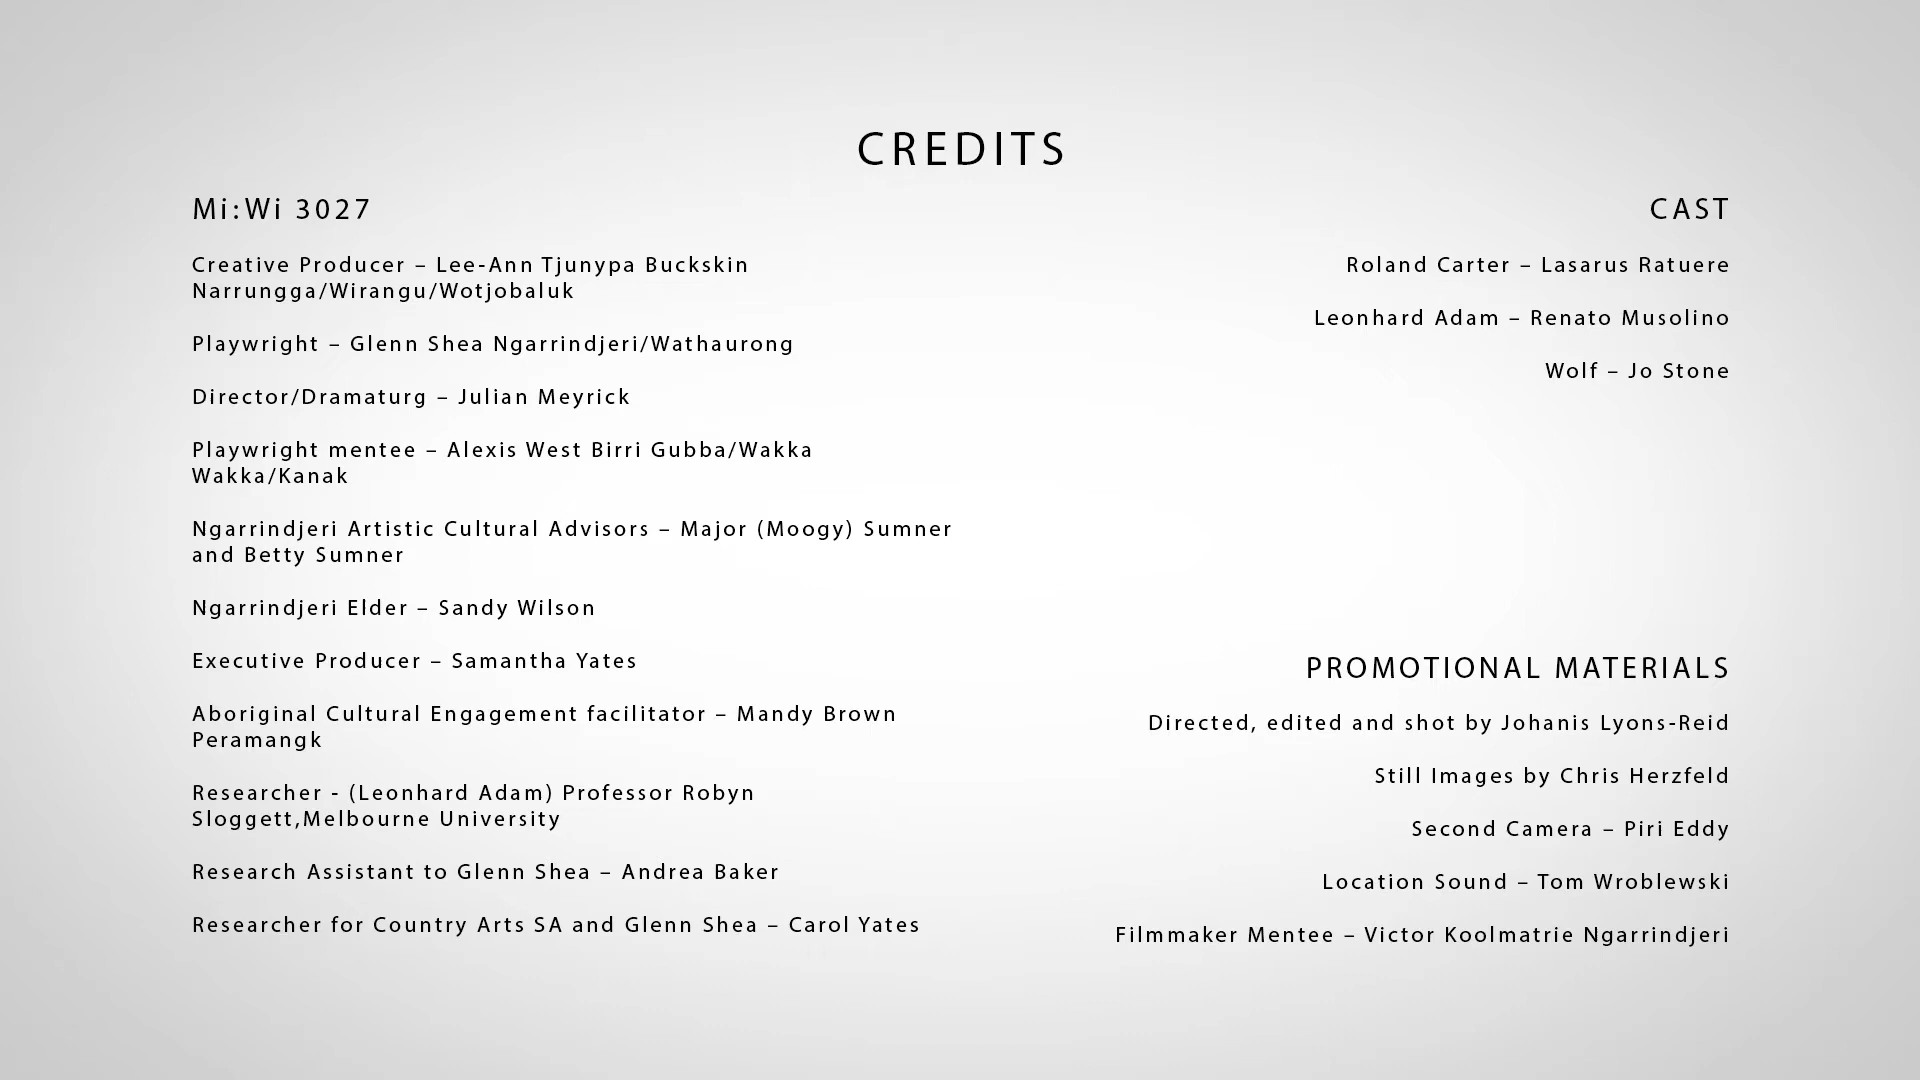 CREDITS
Mi:Wi 3027
Creative Producer – Lee-Ann Tjunypa Buckskin
Narrungga/Wirangu/Wotjobaluk
Playwright – Glenn Shea Ngarrindjeri/Wathaurong
Director/Dramaturg – Julian Meyrick
Playwright mentee – Alexis West Birri Gubba/Wakka
Wakka/Kanak
Ngarrindjeri Artistic Cultural Advisors – Major (Moogy) Sumner
and Betty Sumner
Ngarrindjeri Elder – Sandy Wilson
Executive Producer – Samantha Yates
Aboriginal Cultural Engagement facilitator – Mandy Brown
Peramangk
Researcher - (Leonhard Adam) Professor Robyn
Sloggett,Melbourne University
Research Assistant to Glenn Shea – Andrea Baker
Researcher for Country Arts SA and Glenn Shea – Carol Yates
CAST
Roland Carter – Lasarus Ratuere
Leonhard Adam – Renato Musolino
Wolf – Jo Stone
PROMOTIONAL MATERIALS
Directed, edited and shot by Johanis Lyons-Reid
Still Images by Chris Herzfeld
Second Camera – Piri Eddy
Location Sound – Tom Wroblewski
Filmmaker Mentee – Victor Koolmatrie Ngarrindjeri